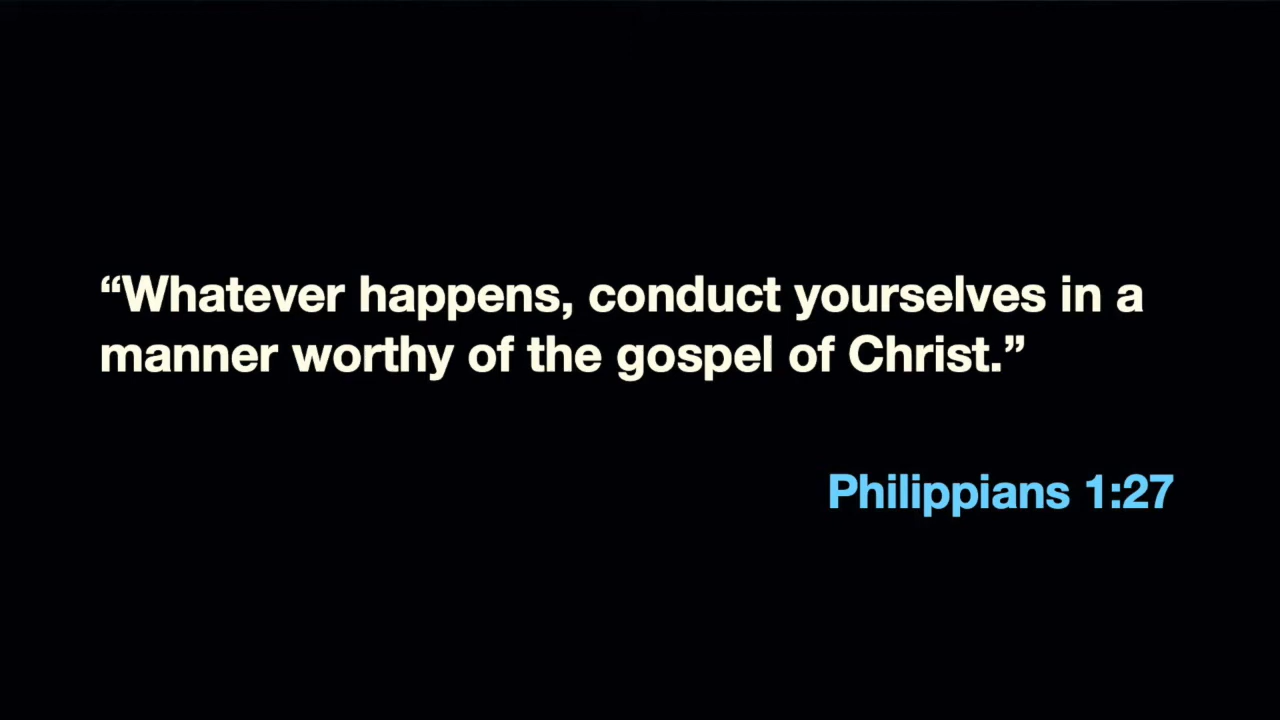 “Whatever happens, conduct yourselves in a
manner worthy of the gospel of Christ.”
Philippians 1:27